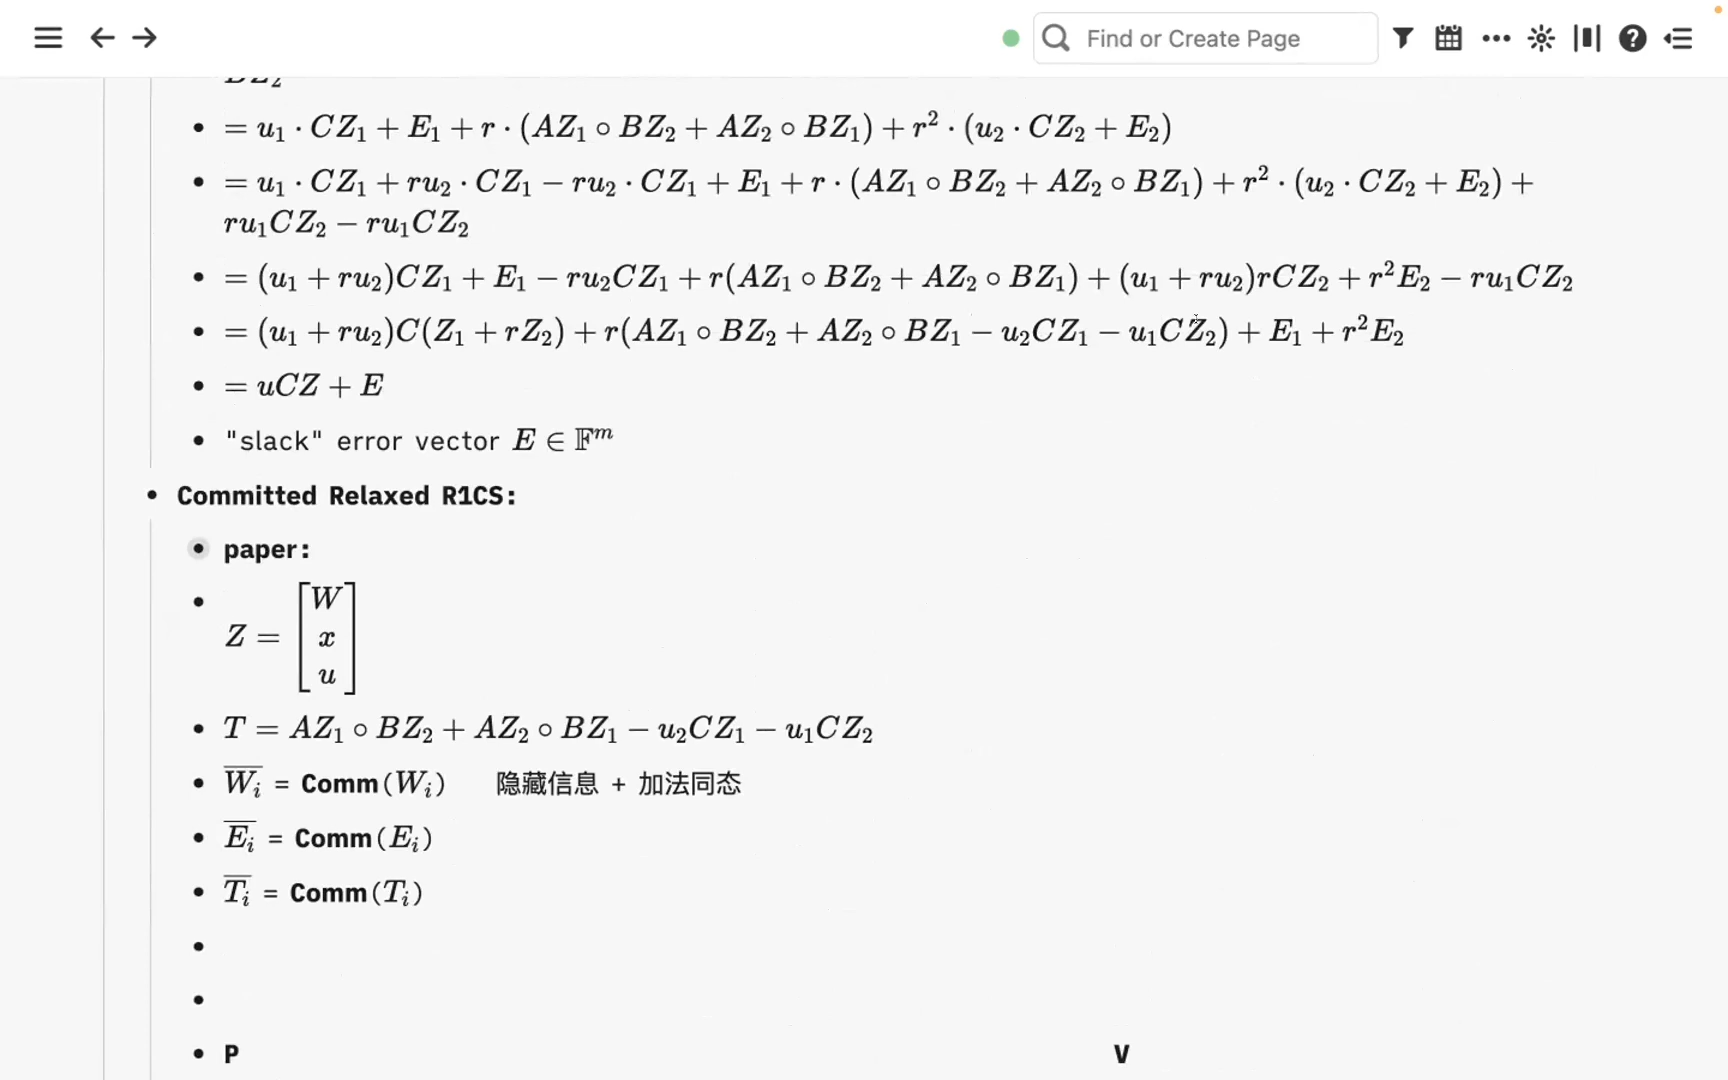 Find or Create Page
= u₁ · CZ₁ + E₁ + r · (AZ₁ ∘ BZ₂ + AZ₂ ∘ BZ₁) + r² · (u₂ · CZ₂ + E₂)
= u₁ · CZ₁ + ru₂ · CZ₁ − ru₂ · CZ₁ + E₁ + r · (AZ₁ ∘ BZ₂ + AZ₂ ∘ BZ₁) + r² · (u₂ · CZ₂ + E₂) +
ru₁CZ₂ − ru₁CZ₂
= (u₁ + ru₂)CZ₁ + E₁ − ru₂CZ₁ + r(AZ₁ ∘ BZ₂ + AZ₂ ∘ BZ₁) + (u₁ + ru₂)rCZ₂ + r²E₂ − ru₁CZ₂
= (u₁ + ru₂)C(Z₁ + rZ₂) + r(AZ₁ ∘ BZ₂ + AZ₂ ∘ BZ₁ − u₂CZ₁ − u₁CZ₂) + E₁ + r²E₂
= uCZ + E
"slack" error vector E ∈ 𝔽ᵐ
Committed Relaxed R1CS:
paper:
W
Z = x
u
T = AZ₁ ∘ BZ₂ + AZ₂ ∘ BZ₁ − u₂CZ₁ − u₁CZ₂
W̅ᵢ = Comm(Wᵢ) 隐藏信息 + 加法同态
E̅ᵢ = Comm(Eᵢ)
T̅ᵢ = Comm(Tᵢ)
P V